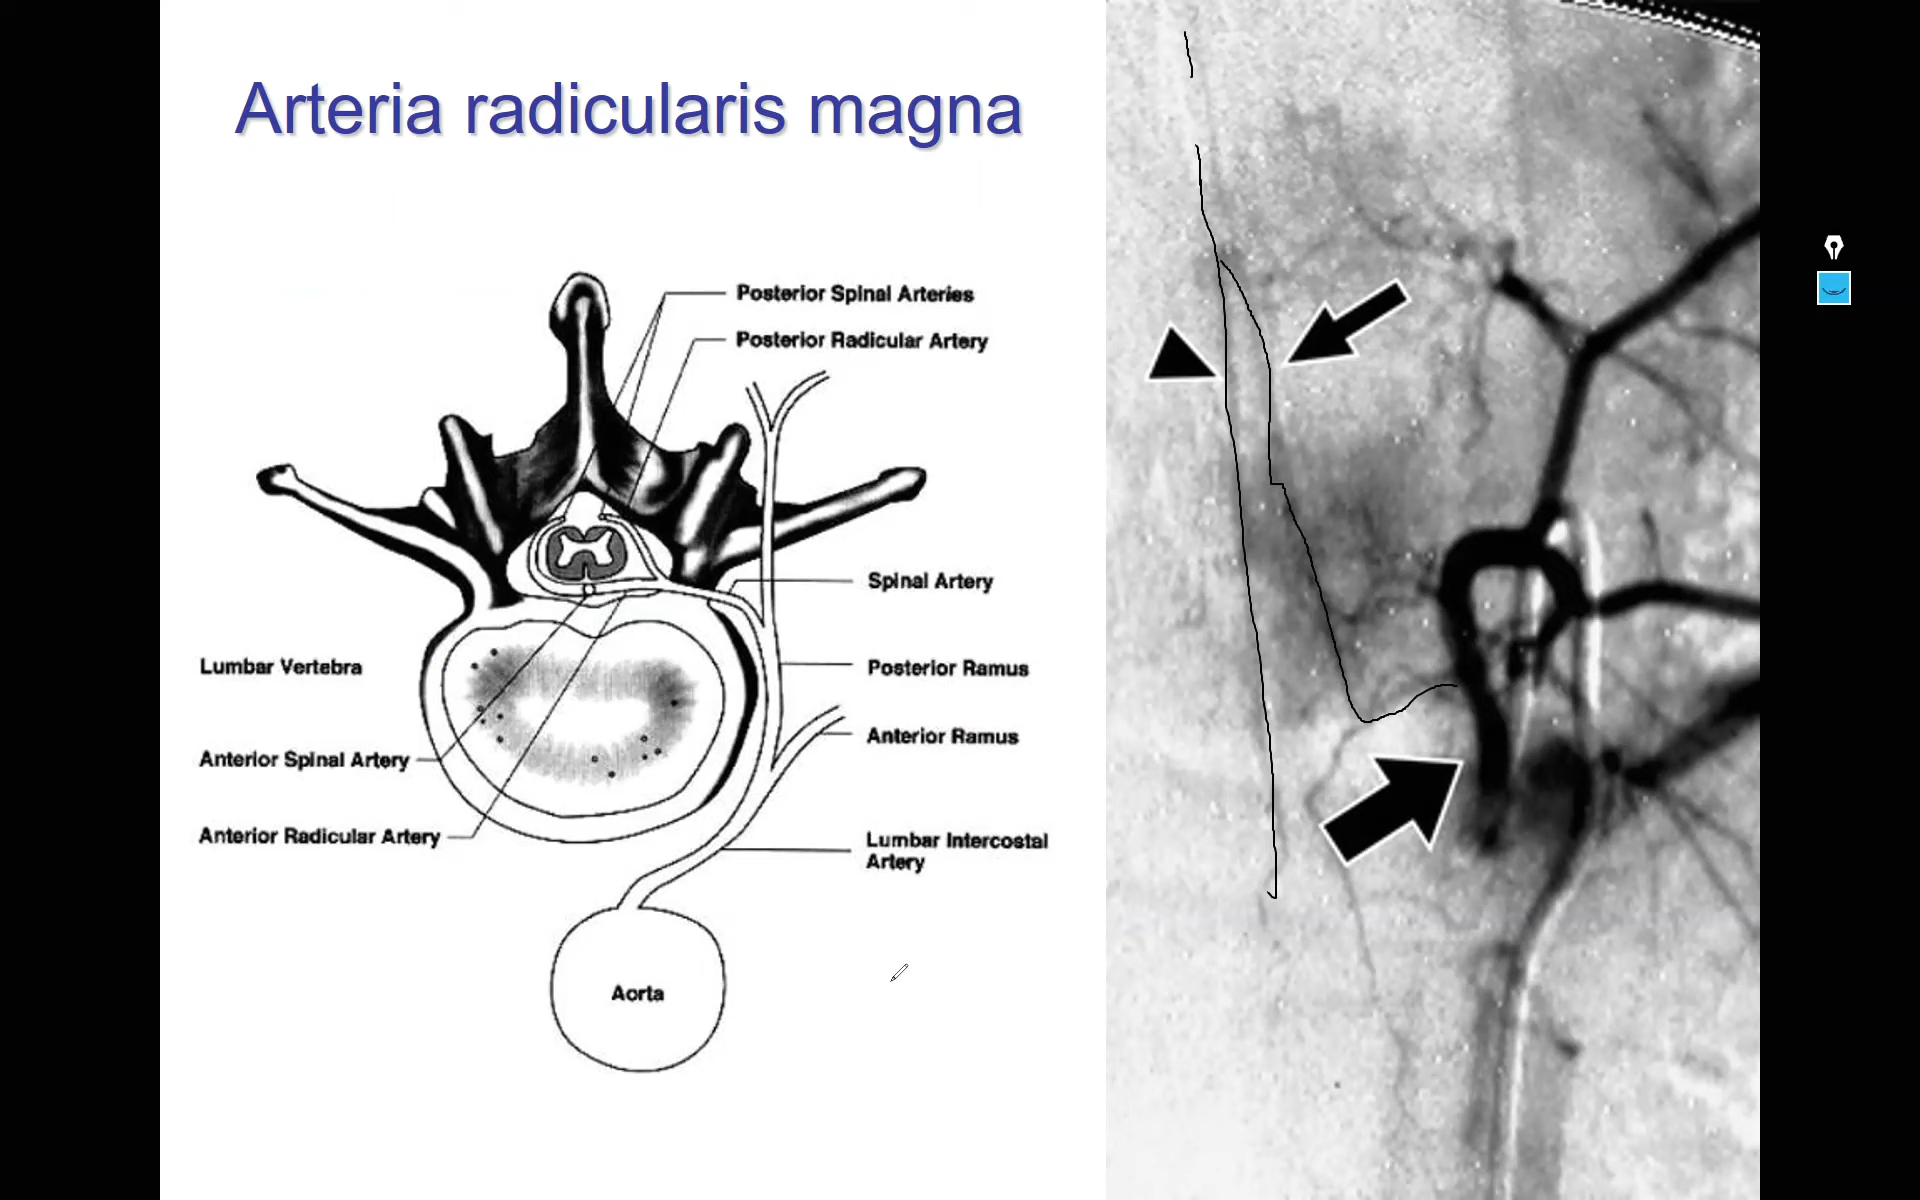 Arteria radicularis magna
Posterior Spinal Arteries
Posterior Radicular Artery
Spinal Artery
Lumbar Vertebra
Posterior Ramus
Anterior Ramus
Anterior Spinal Artery
Anterior Radicular Artery
Lumbar Intercostal
Artery
Aorta